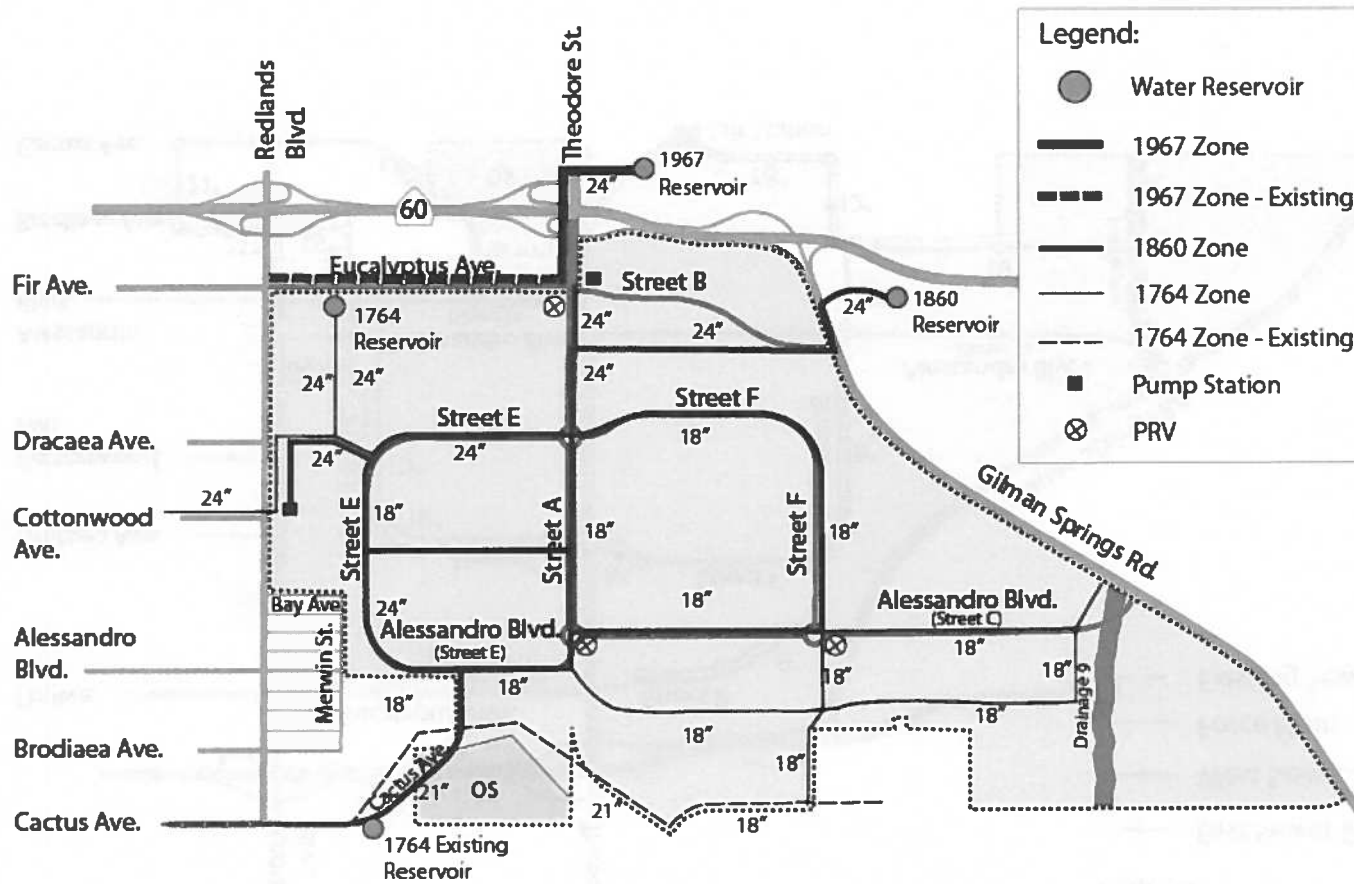 Redlands
Blvd.
Theodore St.
Legend:
Water Reservoir
1967 Zone
1967 Zone - Existing
1860 Zone
1764 Zone
1764 Zone - Existing
Pump Station
PRV
1967
Reservoir
24"
60
Eucalyptus Ave.
Fir Ave.
Street B
24"
1860
Reservoir
1764
Reservoir
24"
24"
24"
24"
24"
Street F
Street E
18"
24"
Dracaea Ave.
24"
24"
Cottonwood
Ave.
Street E
18"
Street A
18"
Street F
18"
Gilman Springs Rd.
Bay Ave.
Merwin St.
24"
18"
Alessandro Blvd.
(Street E)
Alessandro Blvd.
(Street C)
18"
Alessandro
Blvd.
18"
18"
18"
18"
Drainage 9
18"
18"
18"
Brodiaea Ave.
Cactus Ave.
21"
OS
21"
18"
Cactus Ave.
1764 Existing
Reservoir